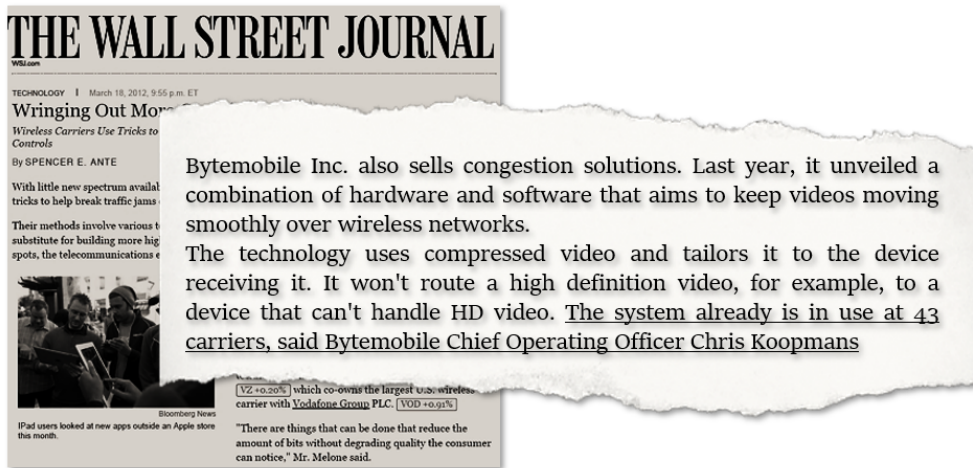 THE WALL STREET JOURNAL
WSJ.com
TECHNOLOGY | March 18, 2012, 9:55 p.m. ET
Wringing Out More
Wireless Carriers Use Tricks to
Controls
By SPENCER E. ANTE
With little new spectrum
tricks to help break traffic jams
Their methods involve various
substitute for building more
spots, the telecommunications
Bloomberg News
IPad users looked at new apps outside an Apple store
this month.
Bytemobile Inc. also sells congestion solutions. Last year, it unveiled a
combination of hardware and software that aims to keep videos moving
smoothly over wireless networks.
The technology uses compressed video and tailors it to the device
receiving it. It won't route a high definition video, for example, to a
device that can't handle HD video. The system already is in use at 43
carriers, said Bytemobile Chief Operating Officer Chris Koopmans
VZ +0.20% which co-owns the largest U.S. wireless
carrier with Vodafone Group PLC. VOD +0.91%
"There are things that can be done that reduce the
amount of bits without degrading quality the consumer
can notice," Mr. Melone said.